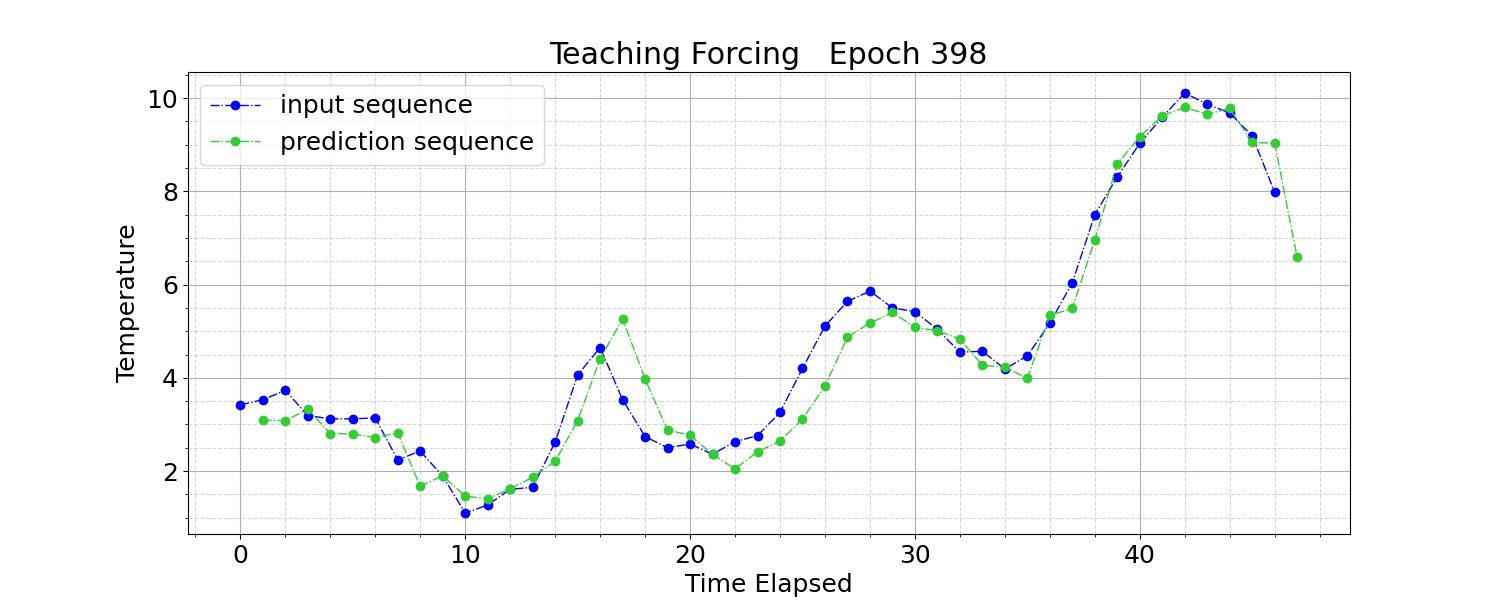 Teaching Forcing   Epoch 398
input sequence
prediction sequence
Temperature
10
8
6
4
2
0 10 20 30 40
Time Elapsed